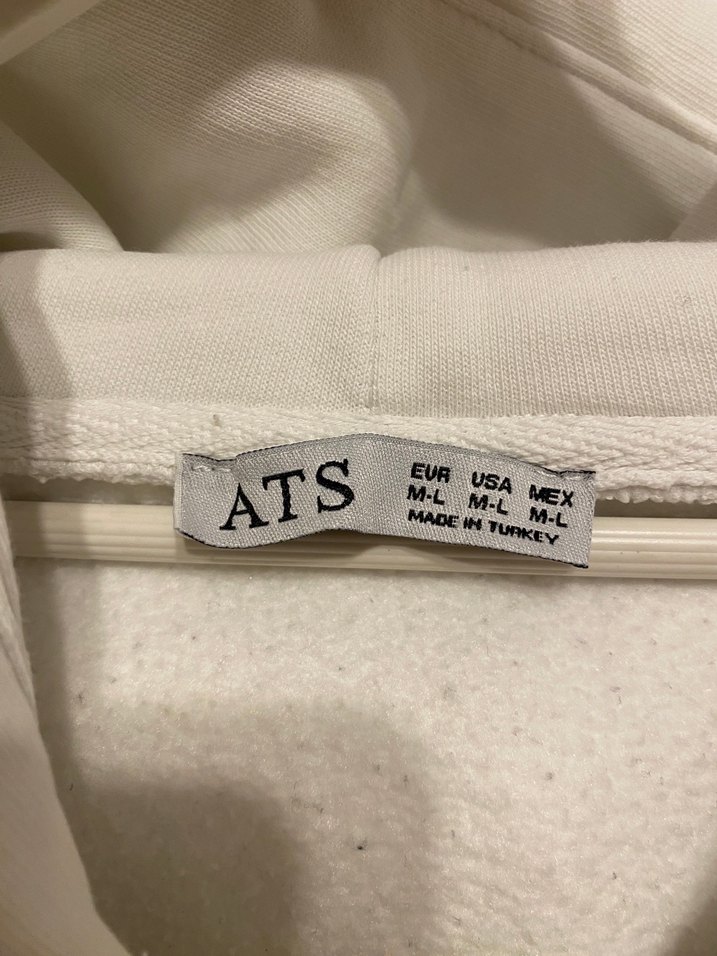 ATS
EUR USA MEX
M-L M-L M-L
MADE IN TURKEY